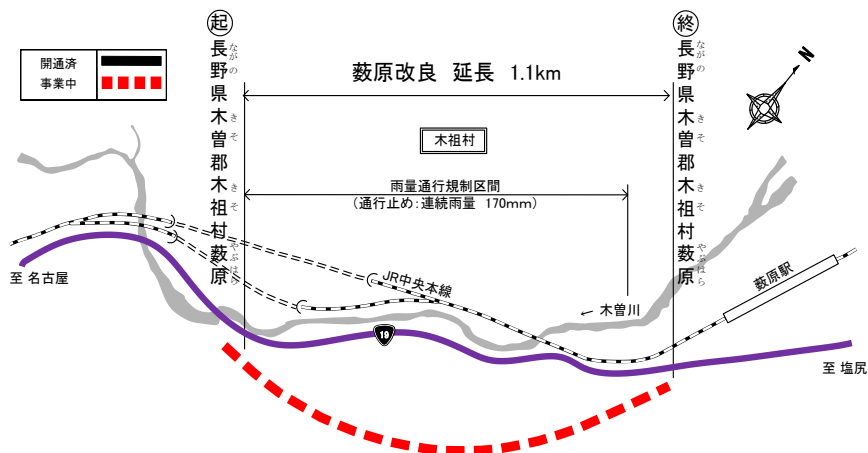 起
長野県木曽郡木祖村薮原
ながの
きそ
きそ
やぶはら
終
長野県木曽郡木祖村薮原
ながの
きそ
きそ
やぶはら
開通済
事業中
薮原改良 延長 1.1km
N
木祖村
雨量通行規制区間
（通行止め：連続雨量 170mm）
至 名古屋
JR中央本線
← 木曽川
薮原駅
19
至 塩尻